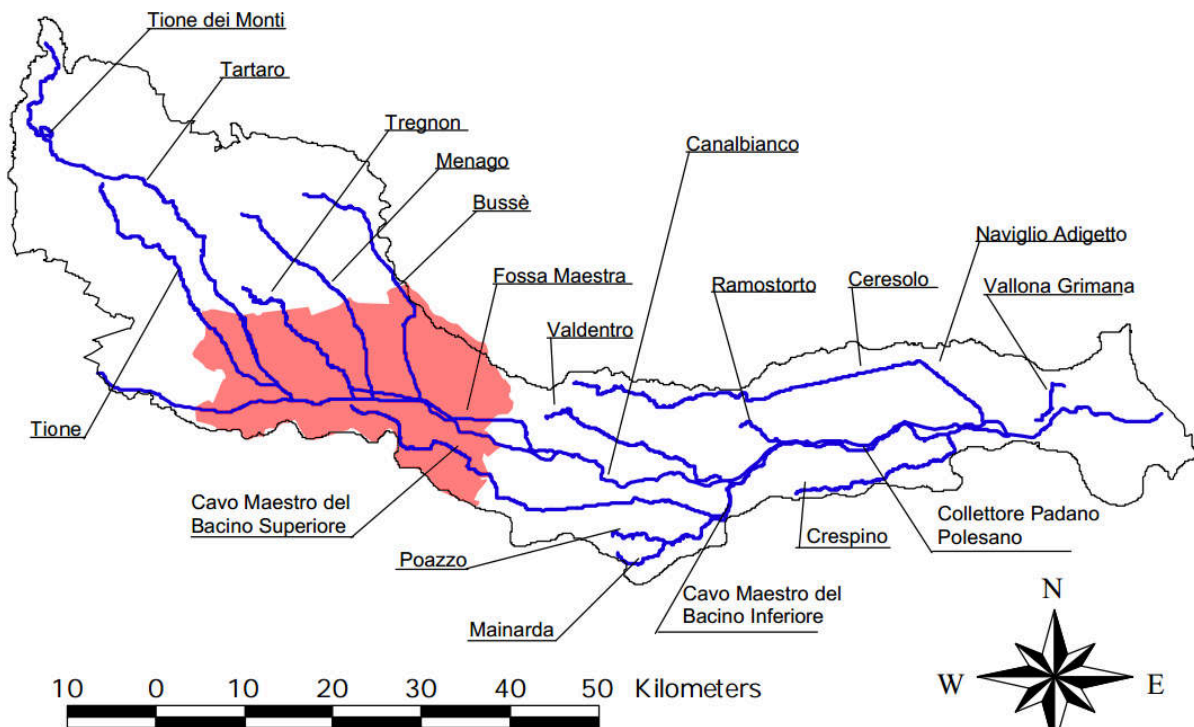 Tione dei Monti
Tartaro
Tregnon
Menago
Bussè
Canalbianco
Naviglio Adigetto
Fossa Maestra
Ramostorto
Ceresolo
Vallona Grimana
Valdentro
Tione
Cavo Maestro del
Bacino Superiore
Poazzo
Crespino
Collettore Padano
Polesano
Cavo Maestro del
Bacino Inferiore
Mainarda
N
W
E
10 0 10 20 30 40 50 Kilometers